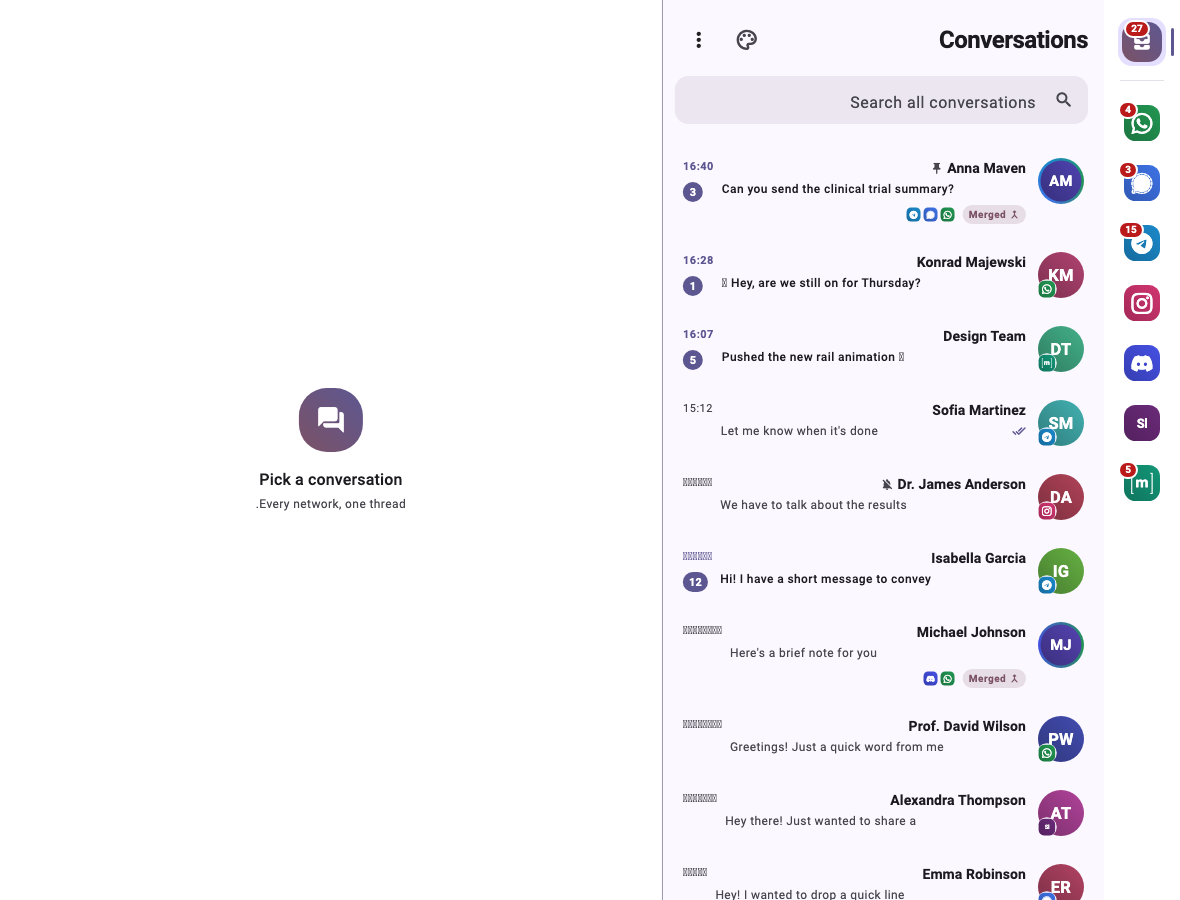 Conversations
Search all conversations
27
4
3
15
SI
5
[m]
AM
Anna Maven
16:40
Can you send the clinical trial summary?
3
Merged
KM
Konrad Majewski
16:28
Hey, are we still on for Thursday?
1
DT
Design Team
16:07
Pushed the new rail animation
5
SM
Sofia Martinez
15:12
Let me know when it's done
DA
Dr. James Anderson
We have to talk about the results
IG
Isabella Garcia
Hi! I have a short message to convey
12
MJ
Michael Johnson
Here's a brief note for you
Merged
PW
Prof. David Wilson
Greetings! Just a quick word from me
AT
Alexandra Thompson
Hey there! Just wanted to share a
ER
Emma Robinson
Hey! I wanted to drop a quick line
Pick a conversation
.Every network, one thread